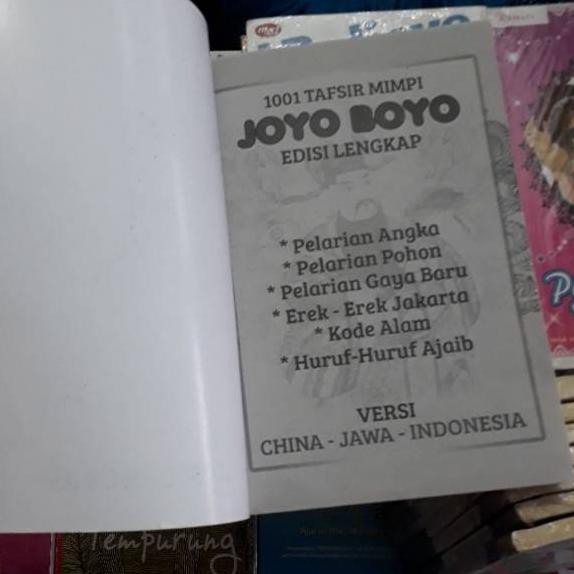 1001 TAFSIR MIMPI
JOYO BOYO
EDISI LENGKAP
* Pelarian Angka
* Pelarian Pohon
* Pelarian Gaya Baru
* Erek - Erek Jakarta
* Kode Alam
* Huruf-Huruf Ajaib
VERSI
CHINA - JAWA - INDONESIA
Tempurung